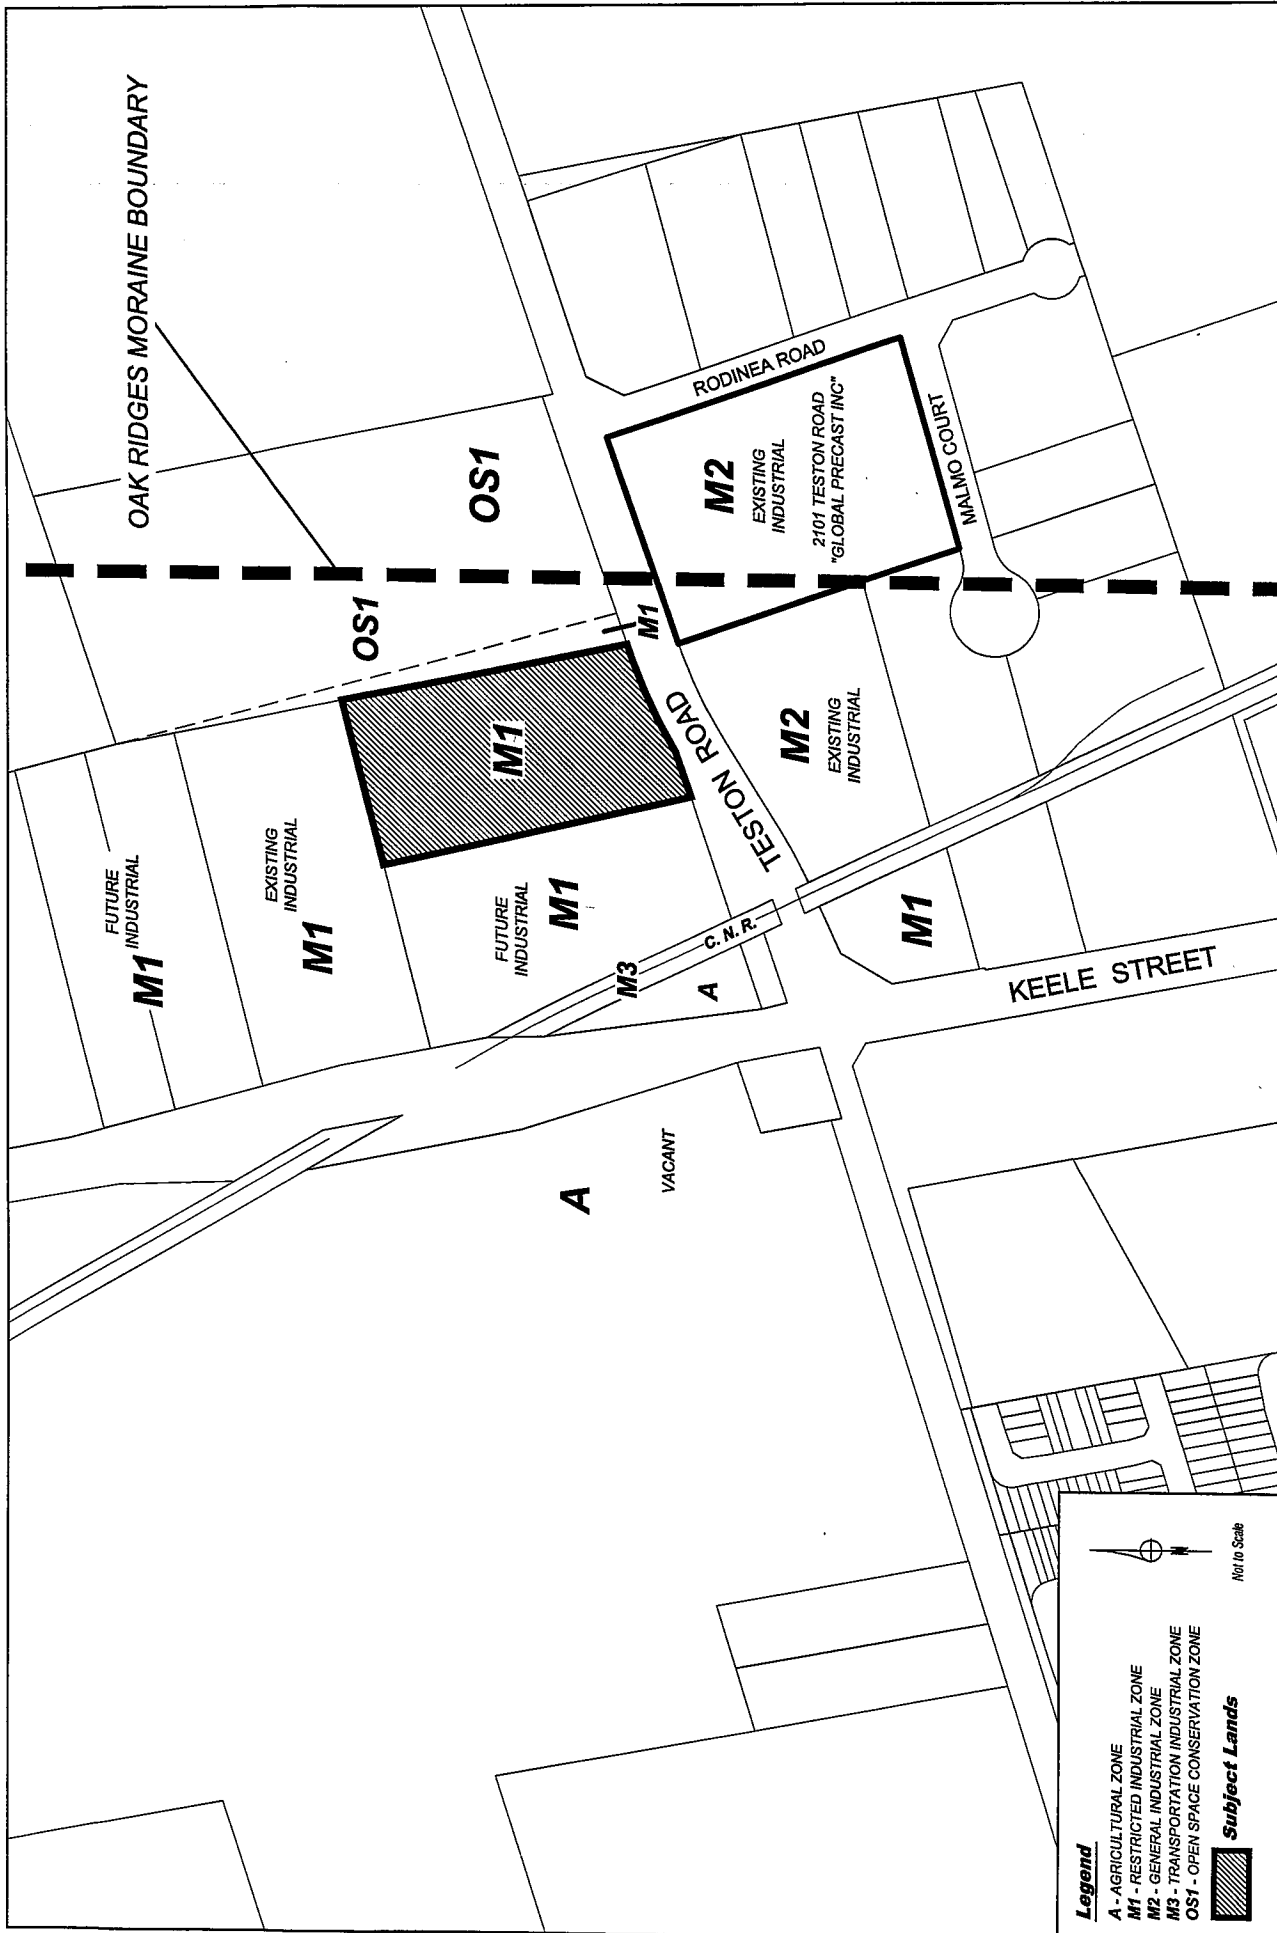 OAK RIDGES MORAINE BOUNDARY
OS1
OS1
M1
M1
FUTURE
INDUSTRIAL
M1
EXISTING
INDUSTRIAL
M1
FUTURE
INDUSTRIAL
M1
M3
C. N. R.
A
TESTON ROAD
RODINEA ROAD
MALMO COURT
M2
EXISTING
INDUSTRIAL
2101 TESTON ROAD
"GLOBAL PRECAST INC"
M2
EXISTING
INDUSTRIAL
M1
KEELE STREET
A
VACANT
Legend
A - AGRICULTURAL ZONE
M1 - RESTRICTED INDUSTRIAL ZONE
M2 - GENERAL INDUSTRIAL ZONE
M3 - TRANSPORTATION INDUSTRIAL ZONE
OS1 - OPEN SPACE CONSERVATION ZONE
Subject Lands
N
Not to Scale